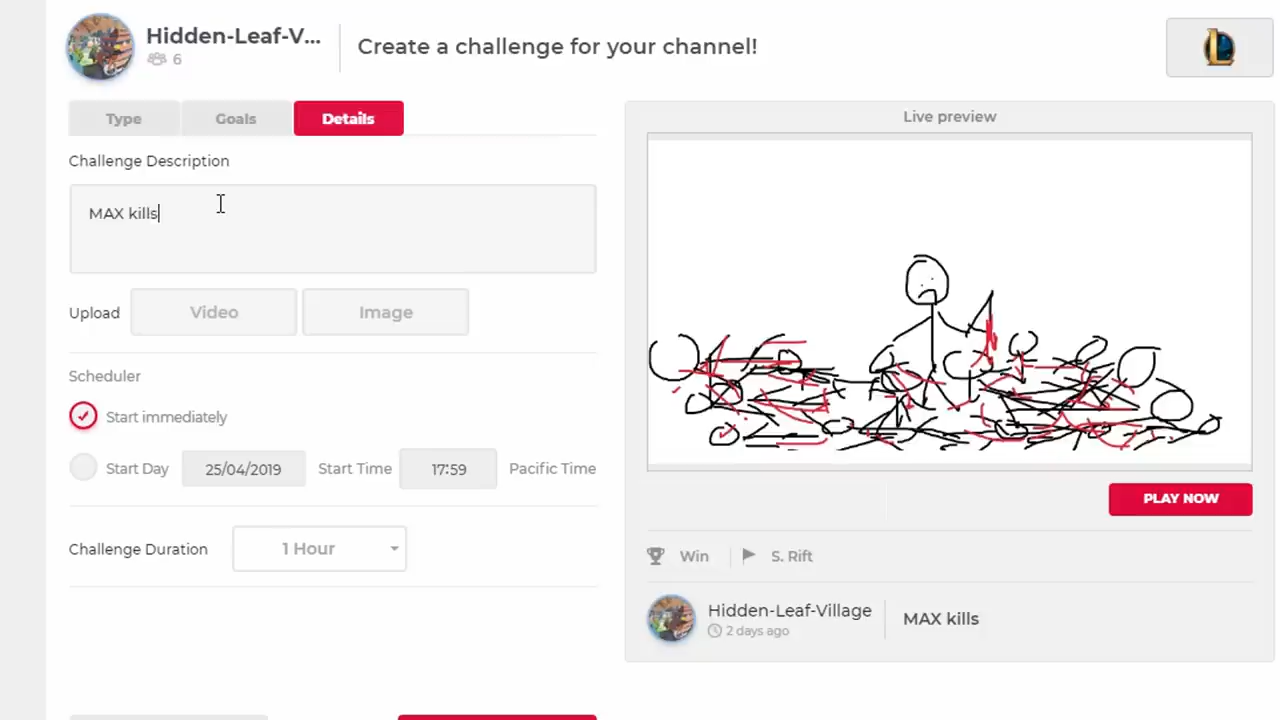 Hidden-Leaf-V...
6
Create a challenge for your channel!
Type
Goals
Details
Challenge Description
MAX kills
Upload
Video
Image
Scheduler
Start immediately
Start Day
25/04/2019
Start Time
17:59
Pacific Time
Challenge Duration
1 Hour
Live preview
PLAY NOW
Win
S. Rift
Hidden-Leaf-Village
2 days ago
MAX kills